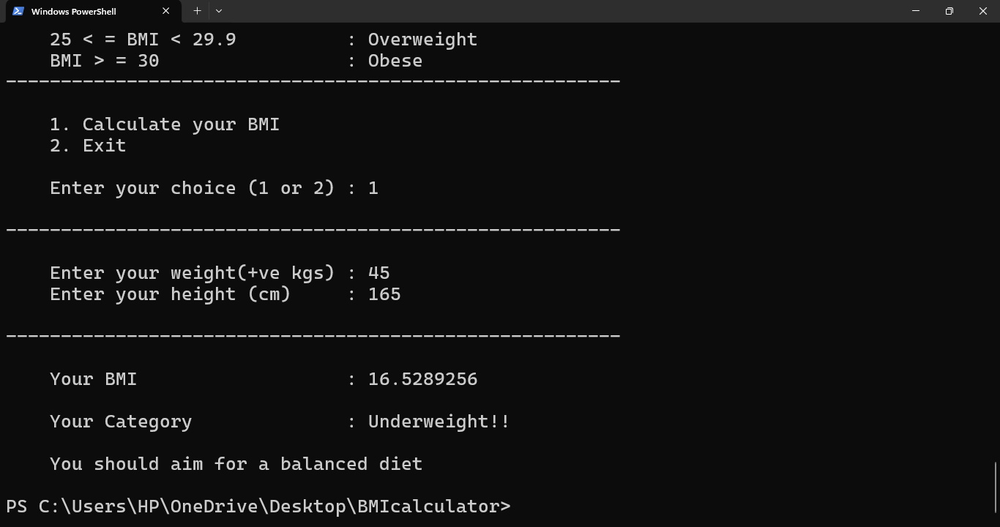 Windows PowerShell
25 < = BMI < 29.9 : Overweight
BMI > = 30 : Obese
--------------------------------------------------------
1. Calculate your BMI
2. Exit
Enter your choice (1 or 2) : 1
--------------------------------------------------------
Enter your weight(+ve kgs) : 45
Enter your height (cm) : 165
--------------------------------------------------------
Your BMI : 16.5289256
Your Category : Underweight!!
You should aim for a balanced diet
PS C:\Users\HP\OneDrive\Desktop\BMIcalculator>